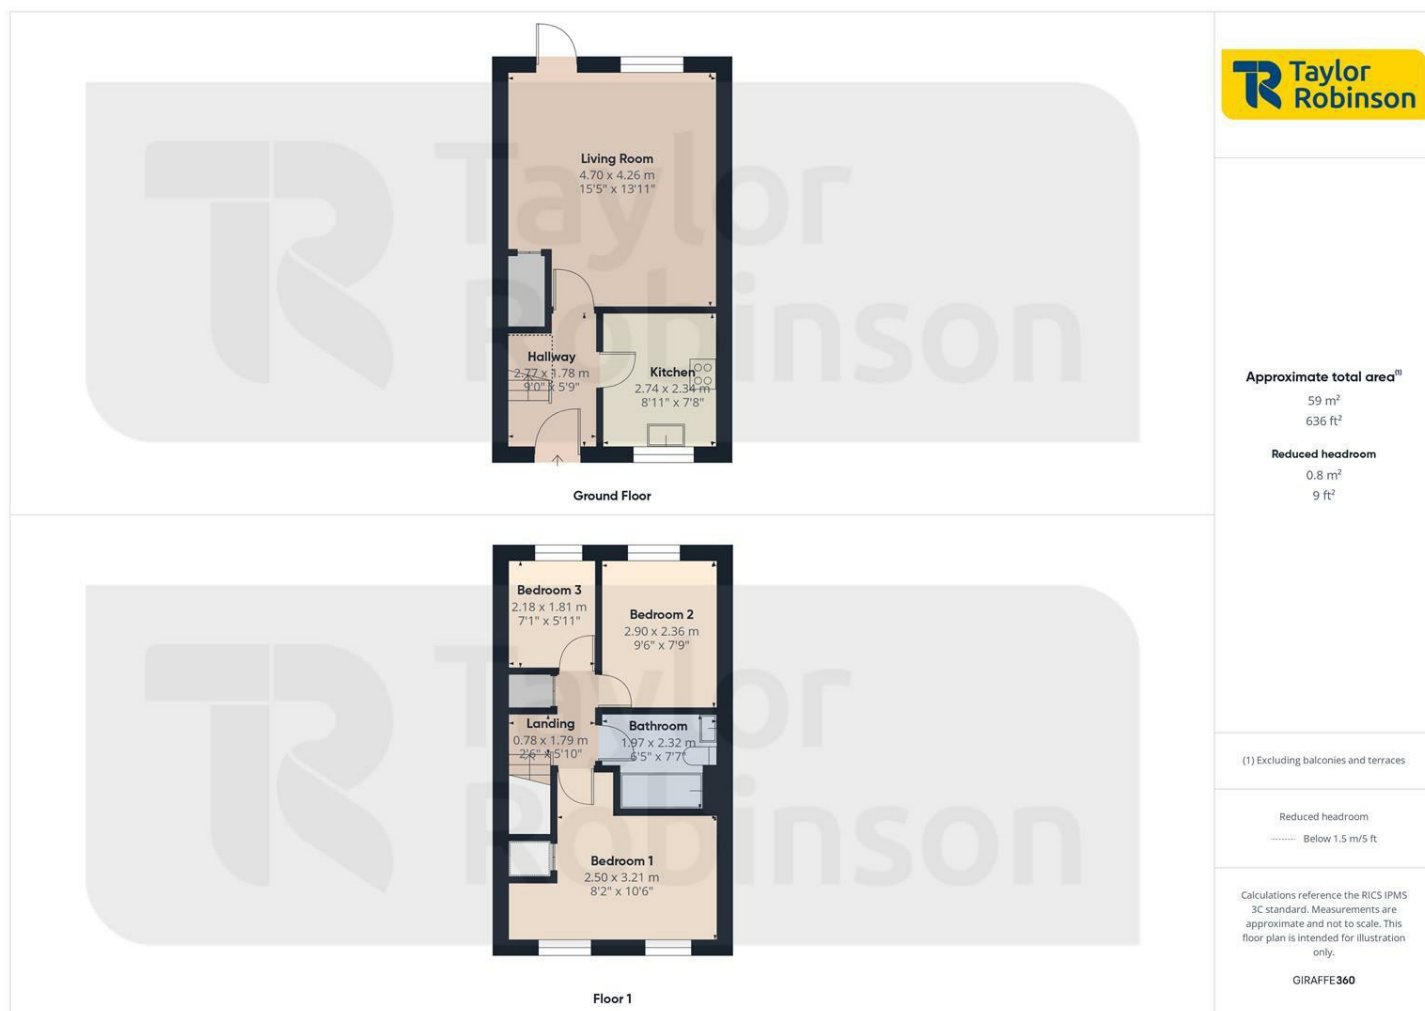 Taylor
Robinson
Living Room
4.70 x 4.26 m
15'5" x 13'11"
Hallway
2.77 x 1.78 m
9'0" x 5'9"
Kitchen
2.74 x 2.34 m
8'11" x 7'8"
Ground Floor
Taylor
Robinson
Bedroom 3
2.18 x 1.81 m
7'1" x 5'11"
Bedroom 2
2.90 x 2.36 m
9'6" x 7'9"
Landing
0.78 x 1.79 m
2'6" x 5'10"
Bathroom
1.97 x 2.32 m
6'5" x 7'7"
Bedroom 1
2.50 x 3.21 m
8'2" x 10'6"
Floor 1
Taylor
Robinson
Approximate total area⁽¹⁾
59 m²
636 ft²
Reduced headroom
0.8 m²
9 ft²
(1) Excluding balconies and terraces
Reduced headroom
Below 1.5 m/5 ft
Calculations reference the RICS IPMS
3C standard. Measurements are
approximate and not to scale. This
floor plan is intended for illustration
only.
GIRAFFE360